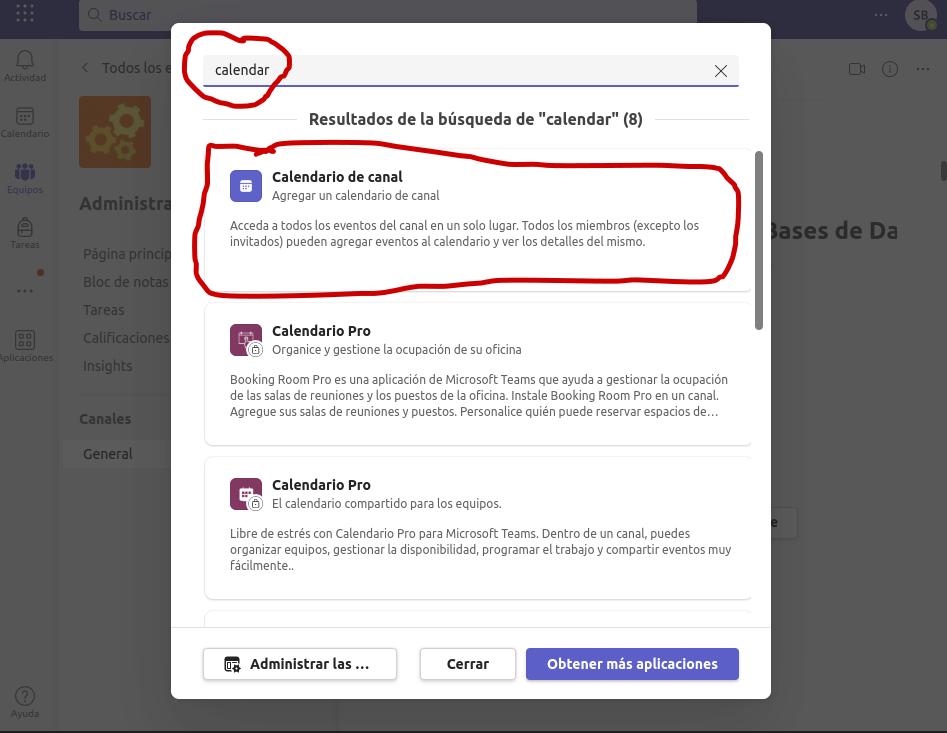 Buscar
SB
Actividad
Calendario
Equipos
Tareas
Aplicaciones
Ayuda
Todos los e
Administra
Página princip
Bloc de notas
Tareas
Calificaciones
Insights
Canales
General
calendar
Resultados de la búsqueda de "calendar" (8)
Calendario de canal
Agregar un calendario de canal
Acceda a todos los eventos del canal en un solo lugar. Todos los miembros (excepto los
invitados) pueden agregar eventos al calendario y ver los detalles del mismo.
Calendario Pro
Organice y gestione la ocupación de su oficina
Booking Room Pro es una aplicación de Microsoft Teams que ayuda a gestionar la ocupación
de las salas de reuniones y los puestos de la oficina. Instale Booking Room Pro en un canal.
Agregue sus salas de reuniones y puestos. Personalice quién puede reservar espacios de…
Calendario Pro
El calendario compartido para los equipos.
Libre de estrés con Calendario Pro para Microsoft Teams. Dentro de un canal, puedes
organizar equipos, gestionar la disponibilidad, programar el trabajo y compartir eventos muy
fácilmente..
Administrar las ...
Cerrar
Obtener más aplicaciones
Bases de Da
e